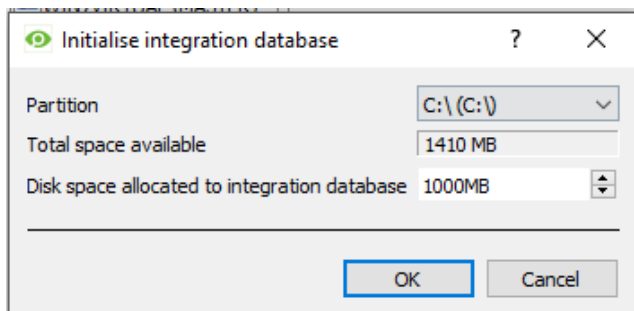 Initialise integration database ?
Partition C:\ (C:\)
Total space available 1410 MB
Disk space allocated to integration database 1000MB
OK Cancel